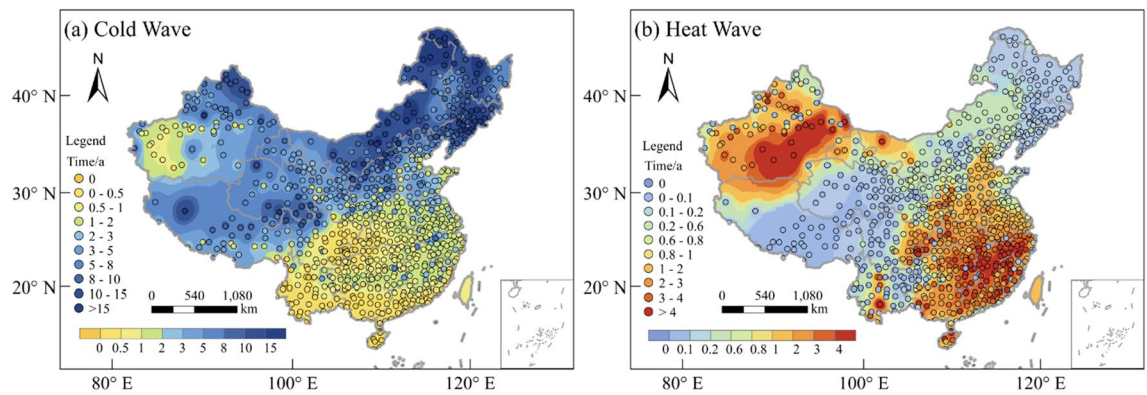 (a) Cold Wave
N
40° N
30° N
20° N
Legend
Time/a
0
0 - 0.5
0.5 - 1
1 - 2
2 - 3
3 - 5
5 - 8
8 - 10
10 - 15
>15
0 540 1,080
km
0 0.5 1 2 3 5 8 10 15
80° E 100° E 120° E
(b) Heat Wave
N
40° N
30° N
20° N
Legend
Time/a
0
0 - 0.1
0.1 - 0.2
0.2 - 0.6
0.6 - 0.8
0.8 - 1
1 - 2
2 - 3
3 - 4
> 4
0 540 1,080
km
0 0.1 0.2 0.6 0.8 1 2 3 4
80° E 100° E 120° E